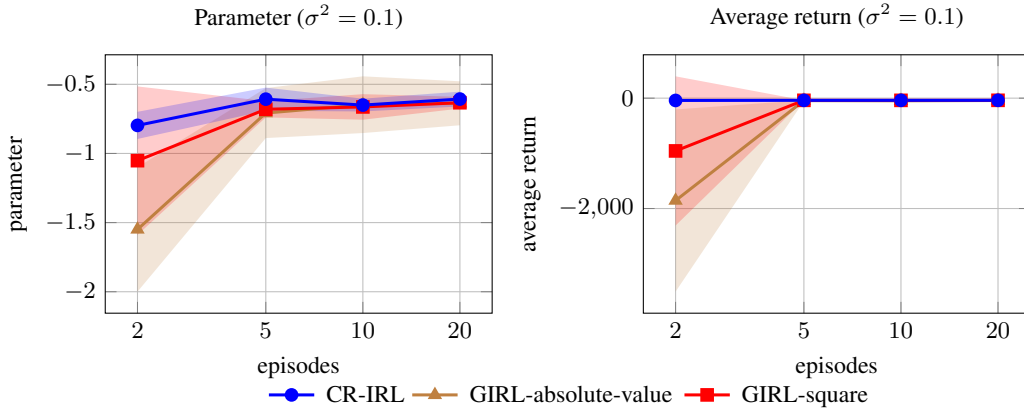 Parameter (σ² = 0.1)
−0.5
−1
−1.5
−2
parameter
2 5 10 20
episodes
Average return (σ² = 0.1)
0
−2,000
average return
2 5 10 20
episodes
CR-IRL GIRL-absolute-value GIRL-square